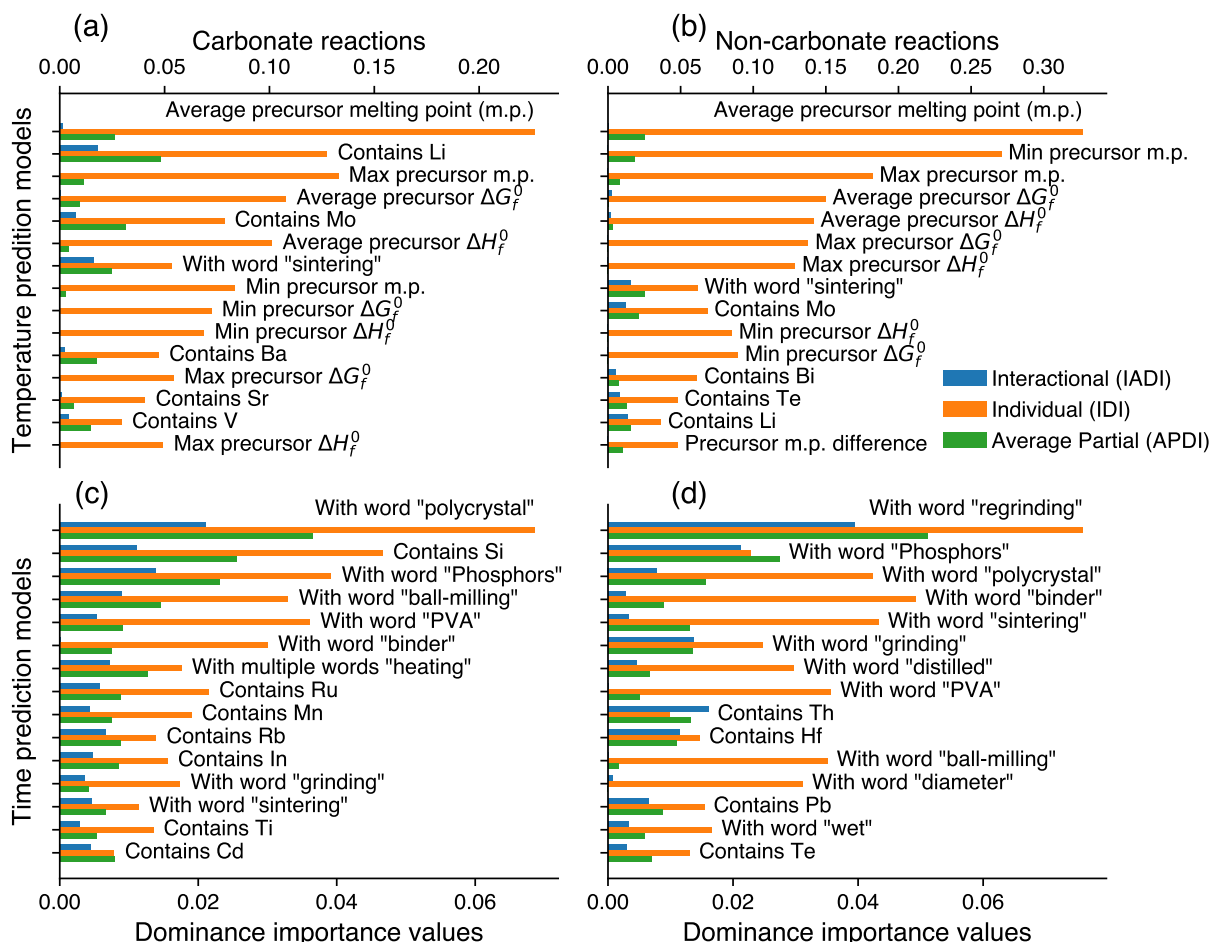 (a)
Carbonate reactions
0.00 0.05 0.10 0.15 0.20
Temperature predition models
Average precursor melting point (m.p.)
Contains Li
Max precursor m.p.
Average precursor ΔG_f^0
Contains Mo
Average precursor ΔH_f^0
With word "sintering"
Min precursor m.p.
Min precursor ΔG_f^0
Min precursor ΔH_f^0
Contains Ba
Max precursor ΔG_f^0
Contains Sr
Contains V
Max precursor ΔH_f^0
(b)
Non-carbonate reactions
0.00 0.05 0.10 0.15 0.20 0.25 0.30
Average precursor melting point (m.p.)
Min precursor m.p.
Max precursor m.p.
Average precursor ΔG_f^0
Average precursor ΔH_f^0
Max precursor ΔG_f^0
Max precursor ΔH_f^0
With word "sintering"
Contains Mo
Min precursor ΔH_f^0
Min precursor ΔG_f^0
Contains Bi
Contains Te
Contains Li
Precursor m.p. difference
Interactional (IADI)
Individual (IDI)
Average Partial (APDI)
(c)
Time prediction models
With word "polycrystal"
Contains Si
With word "Phosphors"
With word "ball-milling"
With word "PVA"
With word "binder"
With multiple words "heating"
Contains Ru
Contains Mn
Contains Rb
Contains In
With word "grinding"
With word "sintering"
Contains Ti
Contains Cd
0.00 0.02 0.04 0.06
Dominance importance values
(d)
With word "regrinding"
With word "Phosphors"
With word "polycrystal"
With word "binder"
With word "sintering"
With word "grinding"
With word "distilled"
With word "PVA"
Contains Th
Contains Hf
With word "ball-milling"
With word "diameter"
Contains Pb
With word "wet"
Contains Te
0.00 0.02 0.04 0.06
Dominance importance values